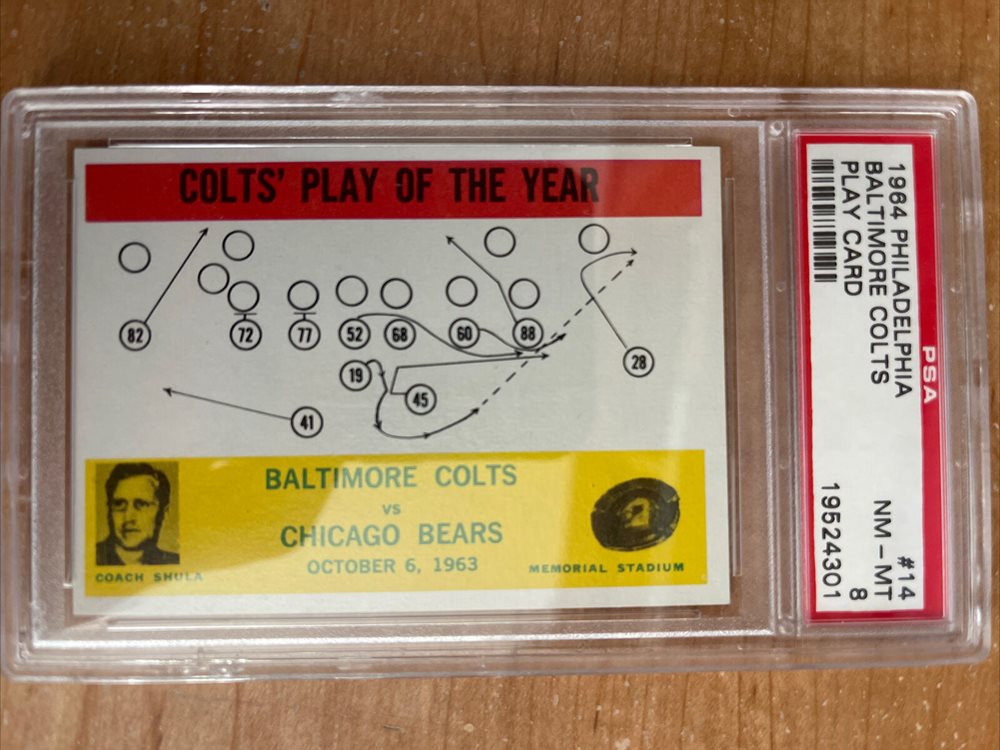 COLTS' PLAY OF THE YEAR
82 72 77 52 68 60 88
19 45 28
41
BALTIMORE COLTS
VS
CHICAGO BEARS
OCTOBER 6, 1963
COACH SHULA
MEMORIAL STADIUM
PSA
1964 PHILADELPHIA #14
BALTIMORE COLTS NM-MT
PLAY CARD 8
19524301